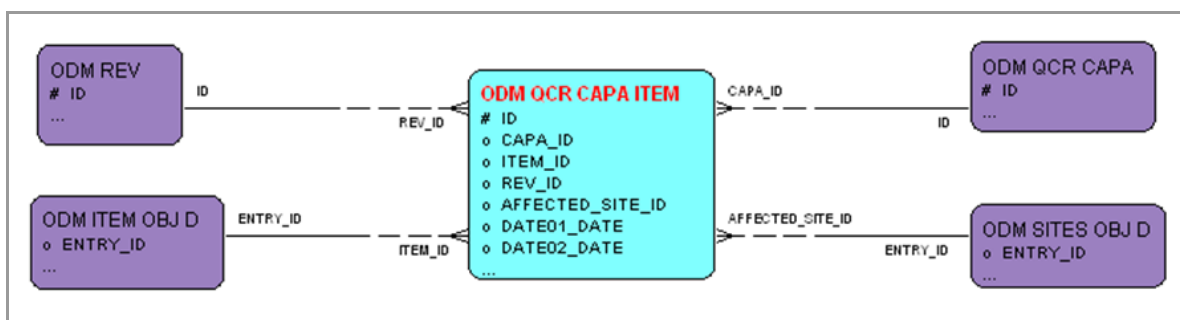 ODM REV
# ID
...
ID
REV_ID
ODM ITEM OBJ D
o ENTRY_ID
...
ENTRY_ID
ITEM_ID
ODM QCR CAPA ITEM
# ID
o CAPA_ID
o ITEM_ID
o REV_ID
o AFFECTED_SITE_ID
o DATE01_DATE
o DATE02_DATE
...
CAPA_ID
ID
ODM QCR CAPA
# ID
...
AFFECTED_SITE_ID
ENTRY_ID
ODM SITES OBJ D
o ENTRY_ID
...